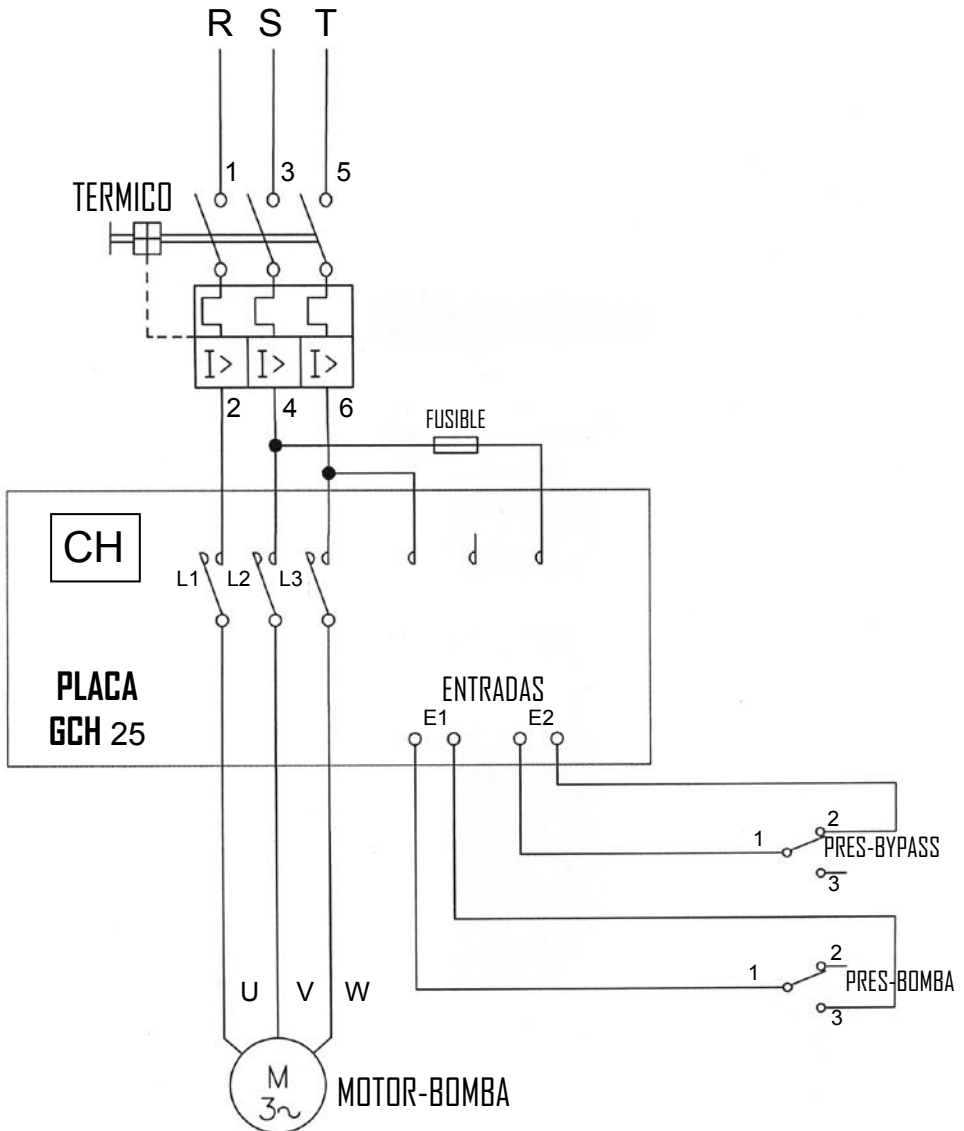 R S T
1 3 5
TERMICO
I> I> I>
2 4 6
FUSIBLE
CH
L1 L2 L3
PLACA
GCH 25
ENTRADAS
E1 E2
2
1
PRES-BYPASS
3
2
1
PRES-BOMBA
3
U V W
M
3~
MOTOR-BOMBA